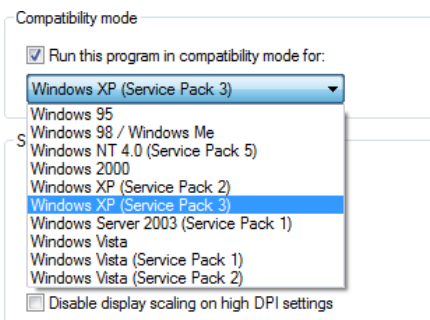 Compatibility mode
Run this program in compatibility mode for:
Windows XP (Service Pack 3)
Windows 95
Windows 98 / Windows Me
Windows NT 4.0 (Service Pack 5)
Windows 2000
Windows XP (Service Pack 2)
Windows XP (Service Pack 3)
Windows Server 2003 (Service Pack 1)
Windows Vista
Windows Vista (Service Pack 1)
Windows Vista (Service Pack 2)
Disable display scaling on high DPI settings